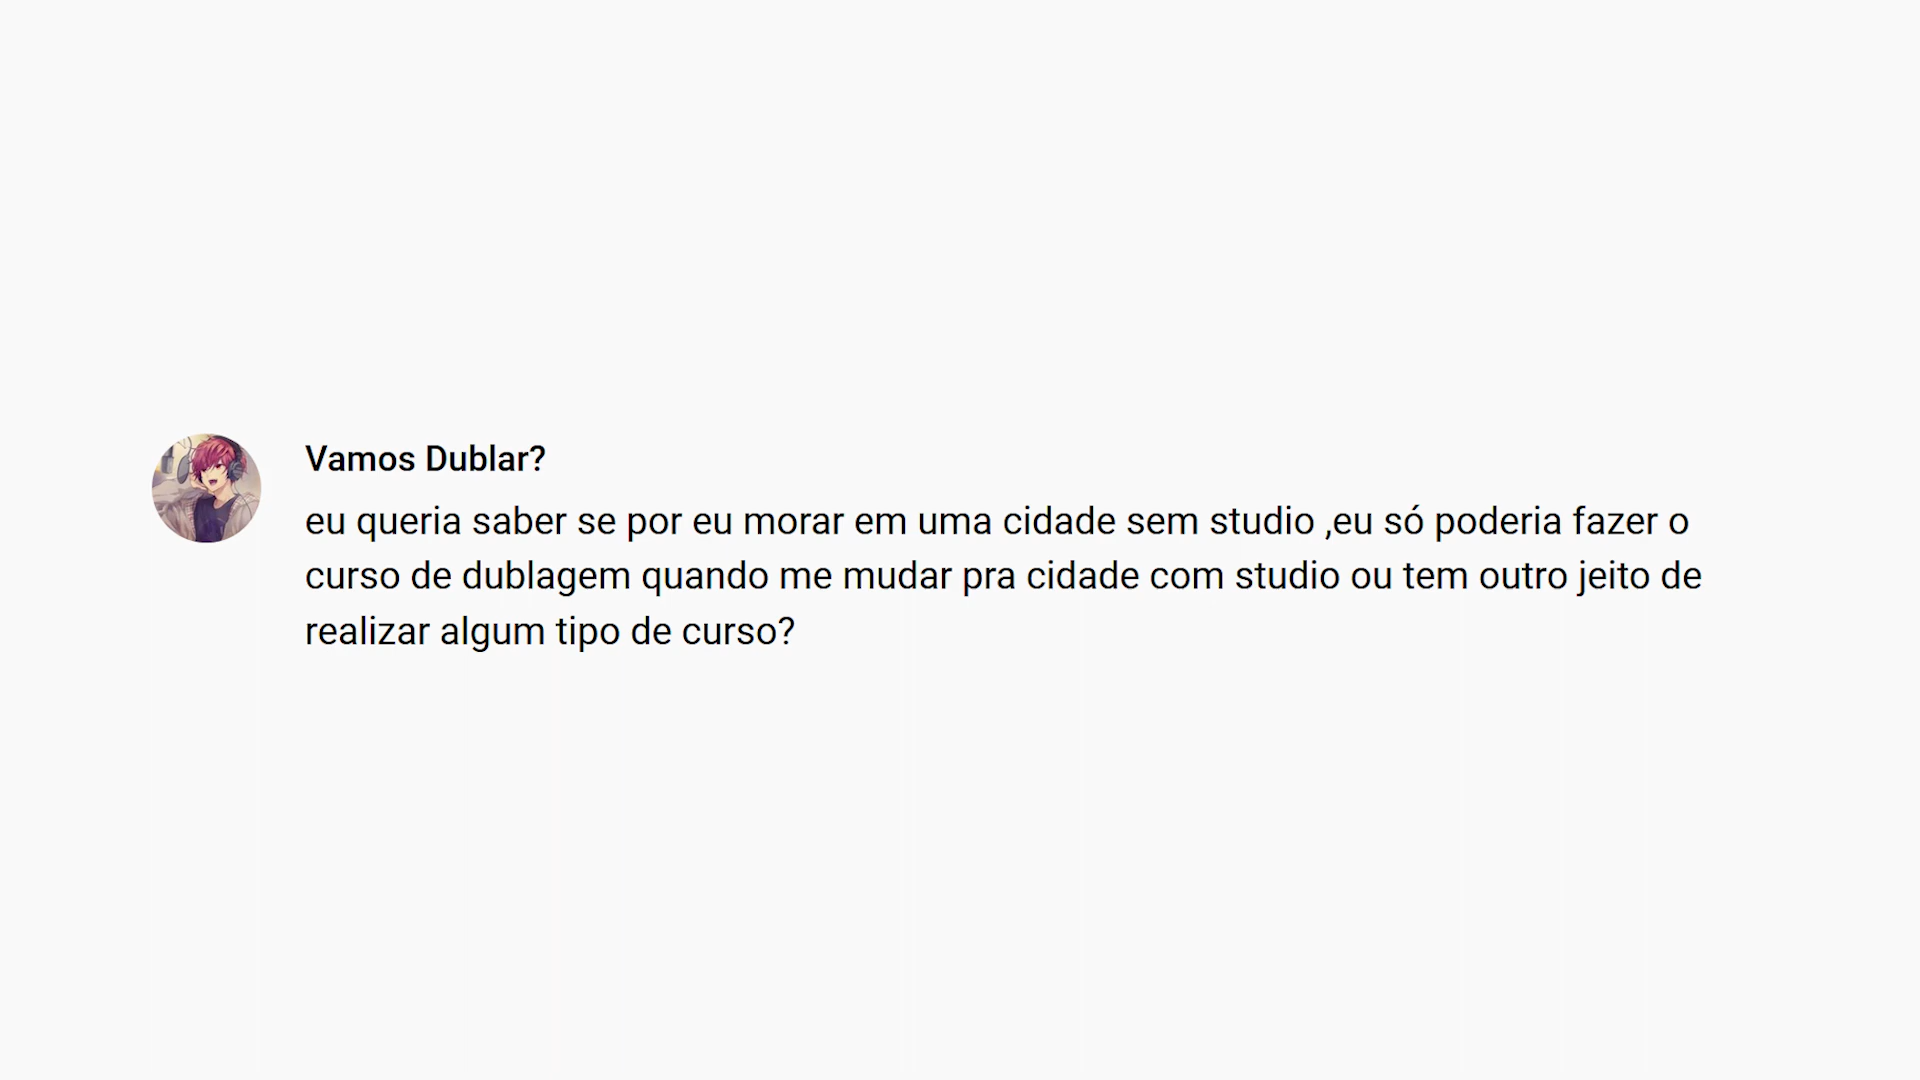 Vamos Dublar?
eu queria saber se por eu morar em uma cidade sem studio ,eu só poderia fazer o
curso de dublagem quando me mudar pra cidade com studio ou tem outro jeito de
realizar algum tipo de curso?